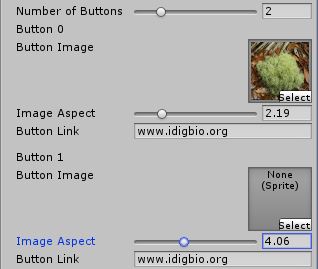 Number of Buttons 2
Button 0
Button Image
Select
Image Aspect 2.19
Button Link www.idigbio.org
Button 1
Button Image None
(Sprite)
Select
Image Aspect 4.06
Button Link www.idigbio.org